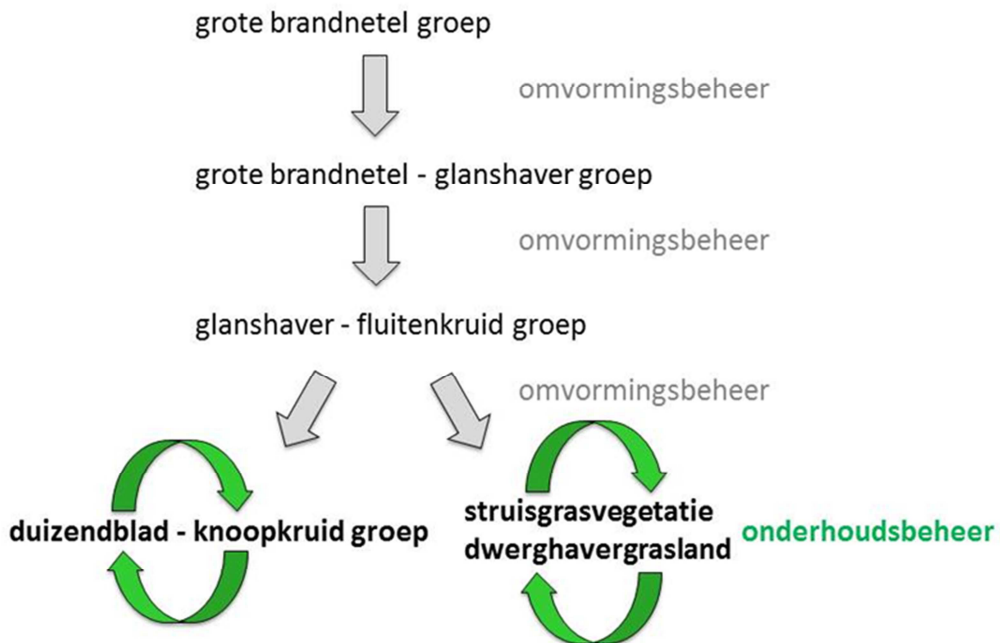 grote brandnetel groep
omvormingsbeheer
grote brandnetel - glanshaver groep
omvormingsbeheer
glanshaver - fluitenkruid groep
omvormingsbeheer
duizendblad - knoopkruid groep
struisgrasvegetatie
dwerghavergrasland
onderhoudsbeheer